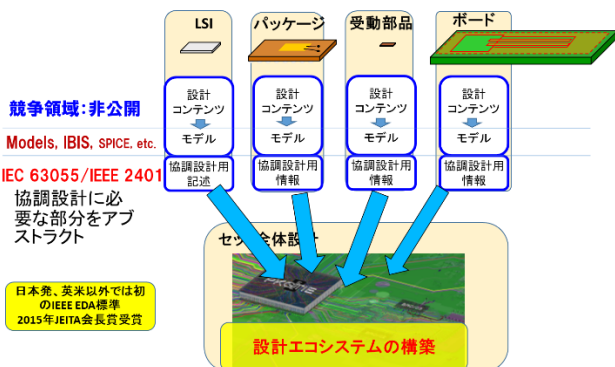 LSI
パッケージ
受動部品
ボード
設計
コンテンツ
モデル
設計
コンテンツ
モデル
設計
コンテンツ
モデル
設計
コンテンツ
モデル
競争領域:非公開
Models, IBIS, SPICE, etc.
IEC 63055/IEEE 2401
協調設計用
記述
協調設計用
情報
協調設計用
情報
協調設計用
情報
協調設計に必
要な部分をアブ
ストラクト
セット全体設計
日本発、英米以外では初
のIEEE EDA標準
2015年JEITA会長賞受賞
設計エコシステムの構築